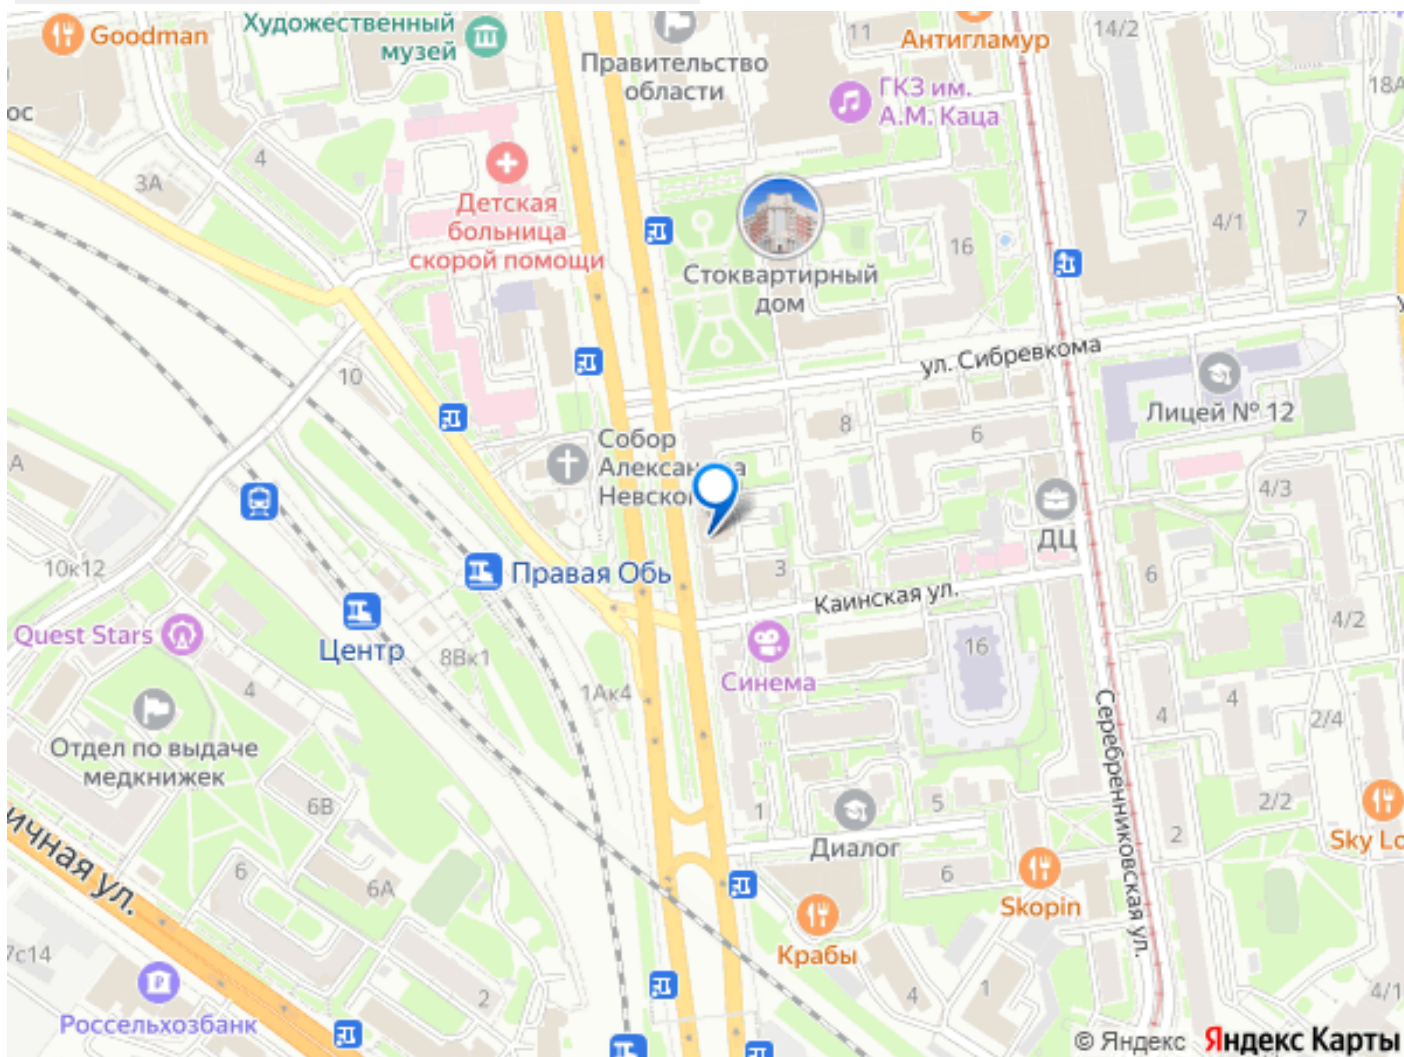 Goodman
Художественный
музей
Правительство
области
11
Антигламур
14/2
18А
ГКЗ им.
А.М. Каца
ос
4
3А
Детская
больница
скорой помощи
Стоквартирный
дом
16
4/1
7
ул. Сибревкома
10
Лицей № 12
8
6
Собор
Александра
Невского
А
4/3
ДЦ
10к12
Правая Обь
3
Каинская ул.
6
Quest Stars
Центр
8Вк1
4/2
16
4
1Ак4
Синема
Отдел по выдаче
медкнижек
4
4
2/4
Серебренниковская ул.
6В
1
5
2/2
2
Диалог
Sky Lo
ичная ул.
6
6А
6
Skopin
Крабы
7с14
2
4
1
4/1
Россельхозбанк
© Яндекс Яндекс Карты